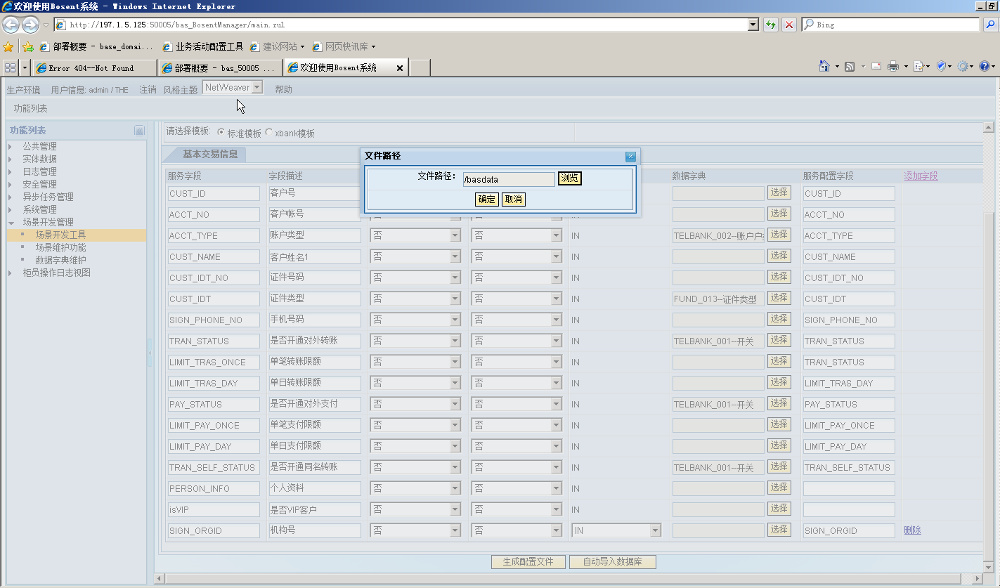 欢迎使用Bosent系统 - Windows Internet Explorer
http://197.1.5.125:50005/bas_BosentManager/main.zul
Bing
部署概要 - base_domai... 业务活动配置工具 建议网站 网页快讯库
Error 404--Not Found 部署概要 - bas_50005 ... 欢迎使用Bosent系统
生产环境 用户信息: admin / THE 注销 风格主题: NetWeaver 帮助
功能列表
功能列表
公共管理
实体数据
日志管理
安全管理
异步任务管理
系统管理
场景开发管理
场景开发工具
场景维护功能
数据字典维护
柜员操作日志视图
请选择模板: 标准模板 xbank模板
基本交易信息
文件路径
文件路径: /basdata 浏览
确定 取消
服务字段 字段描述 数据字典 服务配置字段 添加字段
CUST_ID 客户号 选择 CUST_ID
ACCT_NO 客户帐号 选择 ACCT_NO
ACCT_TYPE 账户类型 否 否 IN TELBANK_002--账户户 选择 ACCT_TYPE
CUST_NAME 客户姓名1 否 否 IN 选择 CUST_NAME
CUST_IDT_NO 证件号码 否 否 IN 选择 CUST_IDT_NO
CUST_IDT 证件类型 否 否 IN FUND_013--证件类型 选择 CUST_IDT
SIGN_PHONE_NO 手机号码 否 否 IN 选择 SIGN_PHONE_NO
TRAN_STATUS 是否开通对外转账 否 否 IN TELBANK_001--开关 选择 TRAN_STATUS
LIMIT_TRAS_ONCE 单笔转账限额 否 否 IN 选择 TRAN_STATUS
LIMIT_TRAS_DAY 单日转账限额 否 否 IN 选择 LIMIT_TRAS_DAY
PAY_STATUS 是否开通对外支付 否 否 IN TELBANK_001--开关 选择 PAY_STATUS
LIMIT_PAY_ONCE 单笔支付限额 否 否 IN 选择 LIMIT_PAY_ONCE
LIMIT_PAY_DAY 单日支付限额 否 否 IN 选择 LIMIT_PAY_DAY
TRAN_SELF_STATUS 是否开通同名转账 否 否 IN TELBANK_001--开关 选择 TRAN_SELF_STATUS
PERSON_INFO 个人资料 否 否 IN 选择
isVIP 是否VIP客户 否 否 IN 选择
SIGN_ORGID 机构号 否 否 IN 选择 SIGN_ORGID 删除
生成配置文件 自动导入数据库